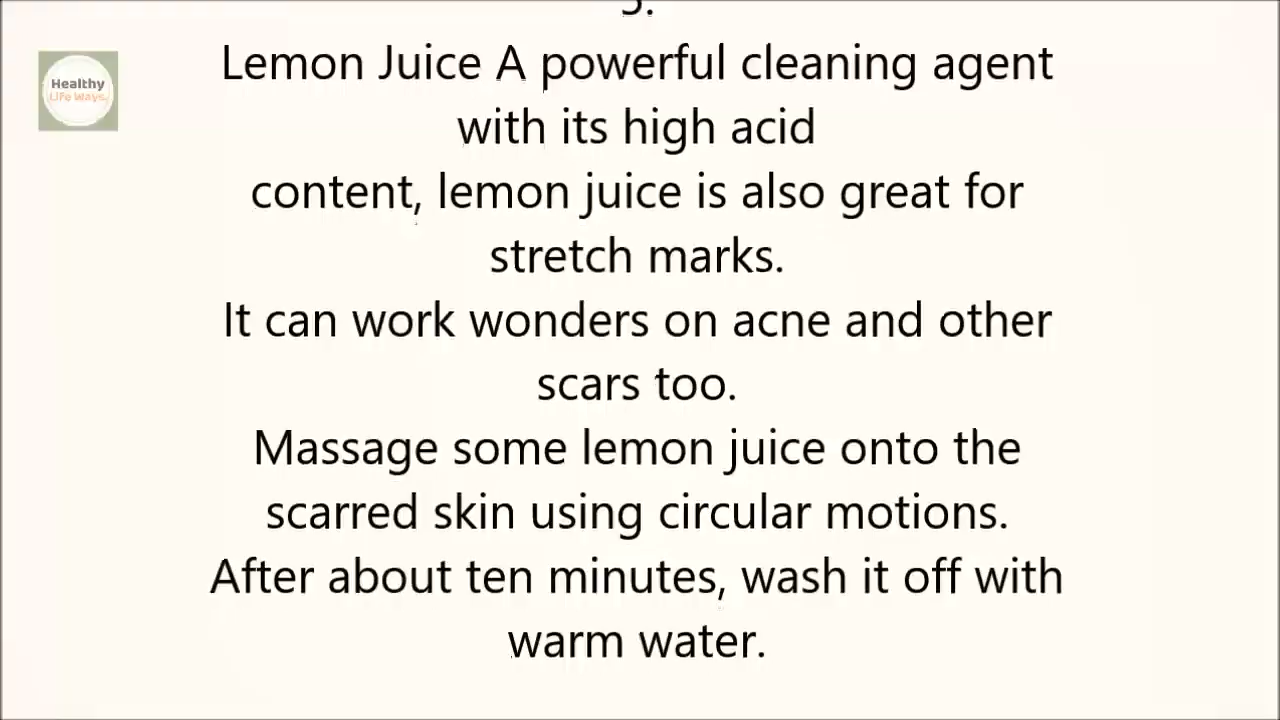 5.
Healthy
Life Ways
Lemon Juice A powerful cleaning agent
with its high acid
content, lemon juice is also great for
stretch marks.
It can work wonders on acne and other
scars too.
Massage some lemon juice onto the
scarred skin using circular motions.
After about ten minutes, wash it off with
warm water.